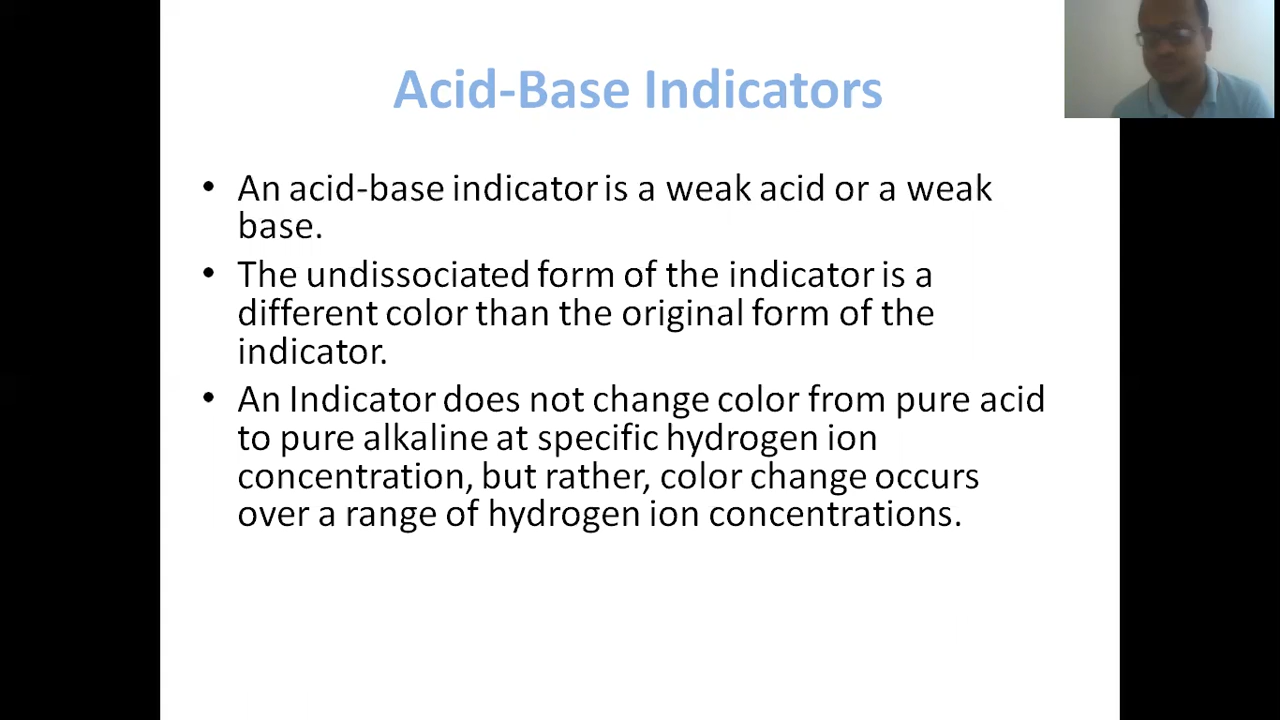 Acid-Base Indicators
• An acid-base indicator is a weak acid or a weak
base.
• The undissociated form of the indicator is a
different color than the original form of the
indicator.
• An Indicator does not change color from pure acid
to pure alkaline at specific hydrogen ion
concentration, but rather, color change occurs
over a range of hydrogen ion concentrations.